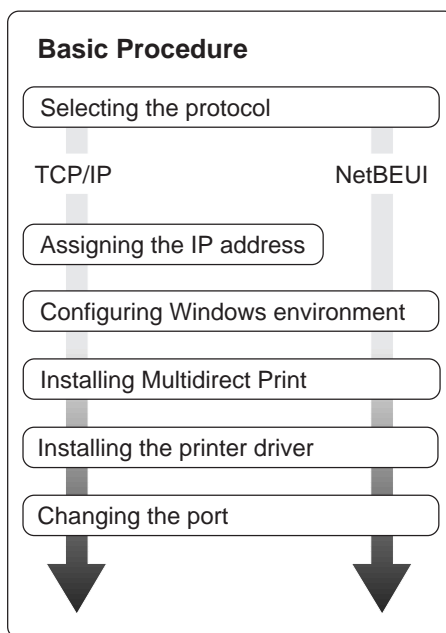 Basic Procedure
Selecting the protocol
TCP/IP NetBEUI
Assigning the IP address
Configuring Windows environment
Installing Multidirect Print
Installing the printer driver
Changing the port